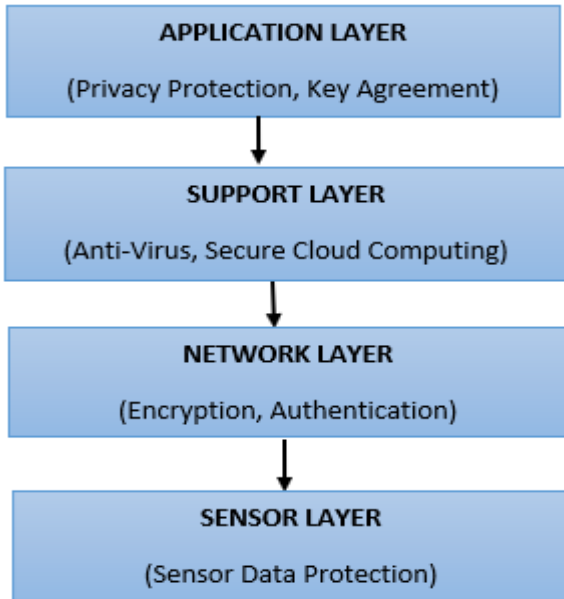 APPLICATION LAYER
(Privacy Protection, Key Agreement)
SUPPORT LAYER
(Anti-Virus, Secure Cloud Computing)
NETWORK LAYER
(Encryption, Authentication)
SENSOR LAYER
(Sensor Data Protection)